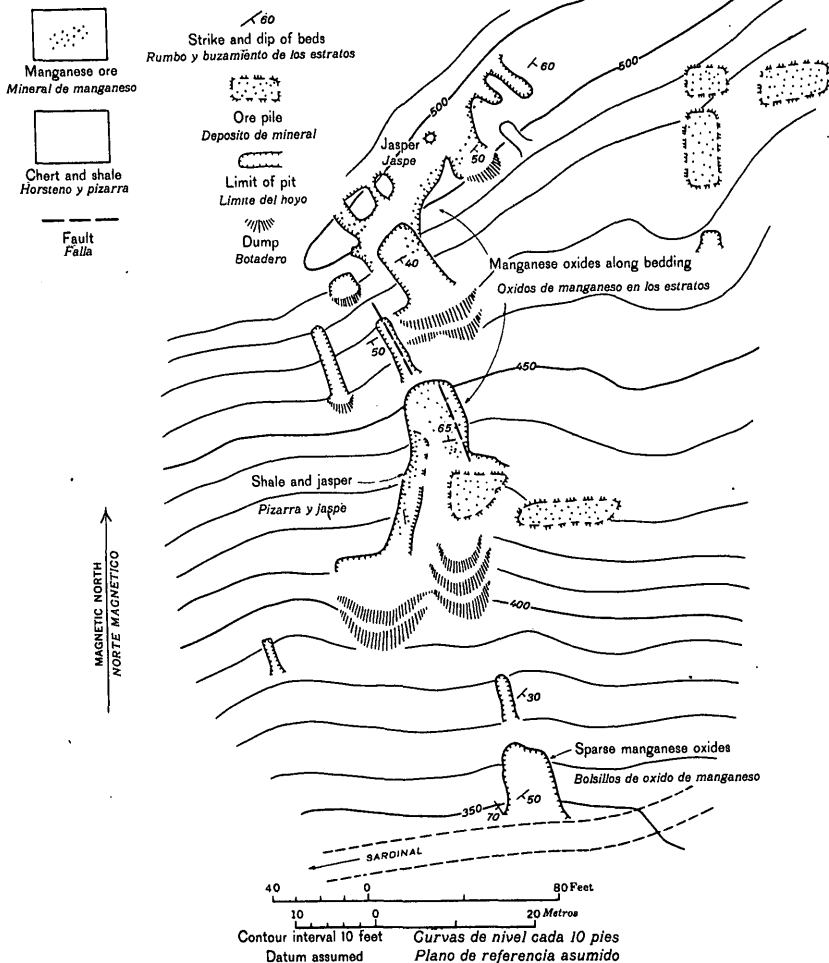 Manganese ore
Mineral de manganeso
Chert and shale
Horsteno y pizarra
Fault
Falla
60
Strike and dip of beds
Rumbo y buzamiento de los estratos
Ore pile
Deposito de mineral
Limit of pit
Límite del hoyo
Dump
Botadero
60
500
500
Jasper
Jaspe
50
40
Manganese oxides along bedding
Oxidos de manganeso en los estratos
50
450
65
Shale and jasper
Pizarra y jaspe
MAGNETIC NORTH
NORTE MAGNETICO
400
30
Sparse manganese oxides
Bolsillos de oxido de manganeso
350
70
50
SARDINAL
40 0 80 Feet
10 0 20 Metros
Contour interval 10 feet Curvas de nivel cada 10 pies
Datum assumed Plano de referencia asumido